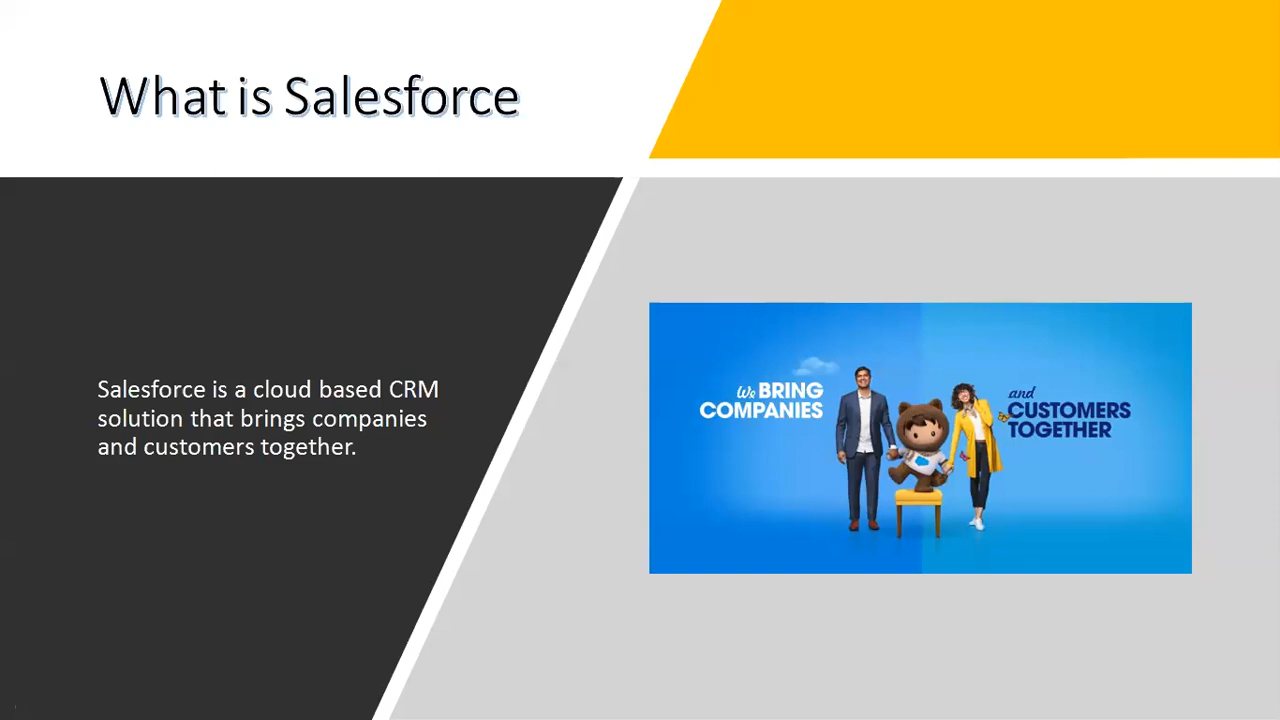 What is Salesforce
Salesforce is a cloud based CRM
solution that brings companies
and customers together.
We BRING
COMPANIES
and
CUSTOMERS
TOGETHER